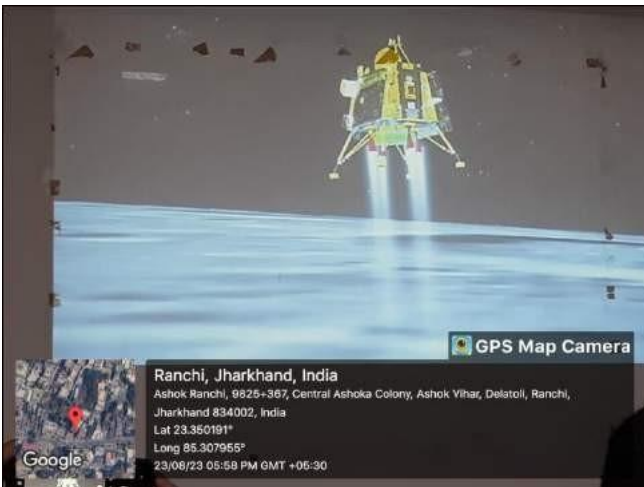 GPS Map Camera
Ranchi, Jharkhand, India
Ashok Ranchi, 9825+367, Central Ashoka Colony, Ashok Vihar, Delatoli, Ranchi,
Jharkhand 834002, India
Lat 23.350191°
Long 85.307955°
23/08/23 05:58 PM GMT +05:30
Google